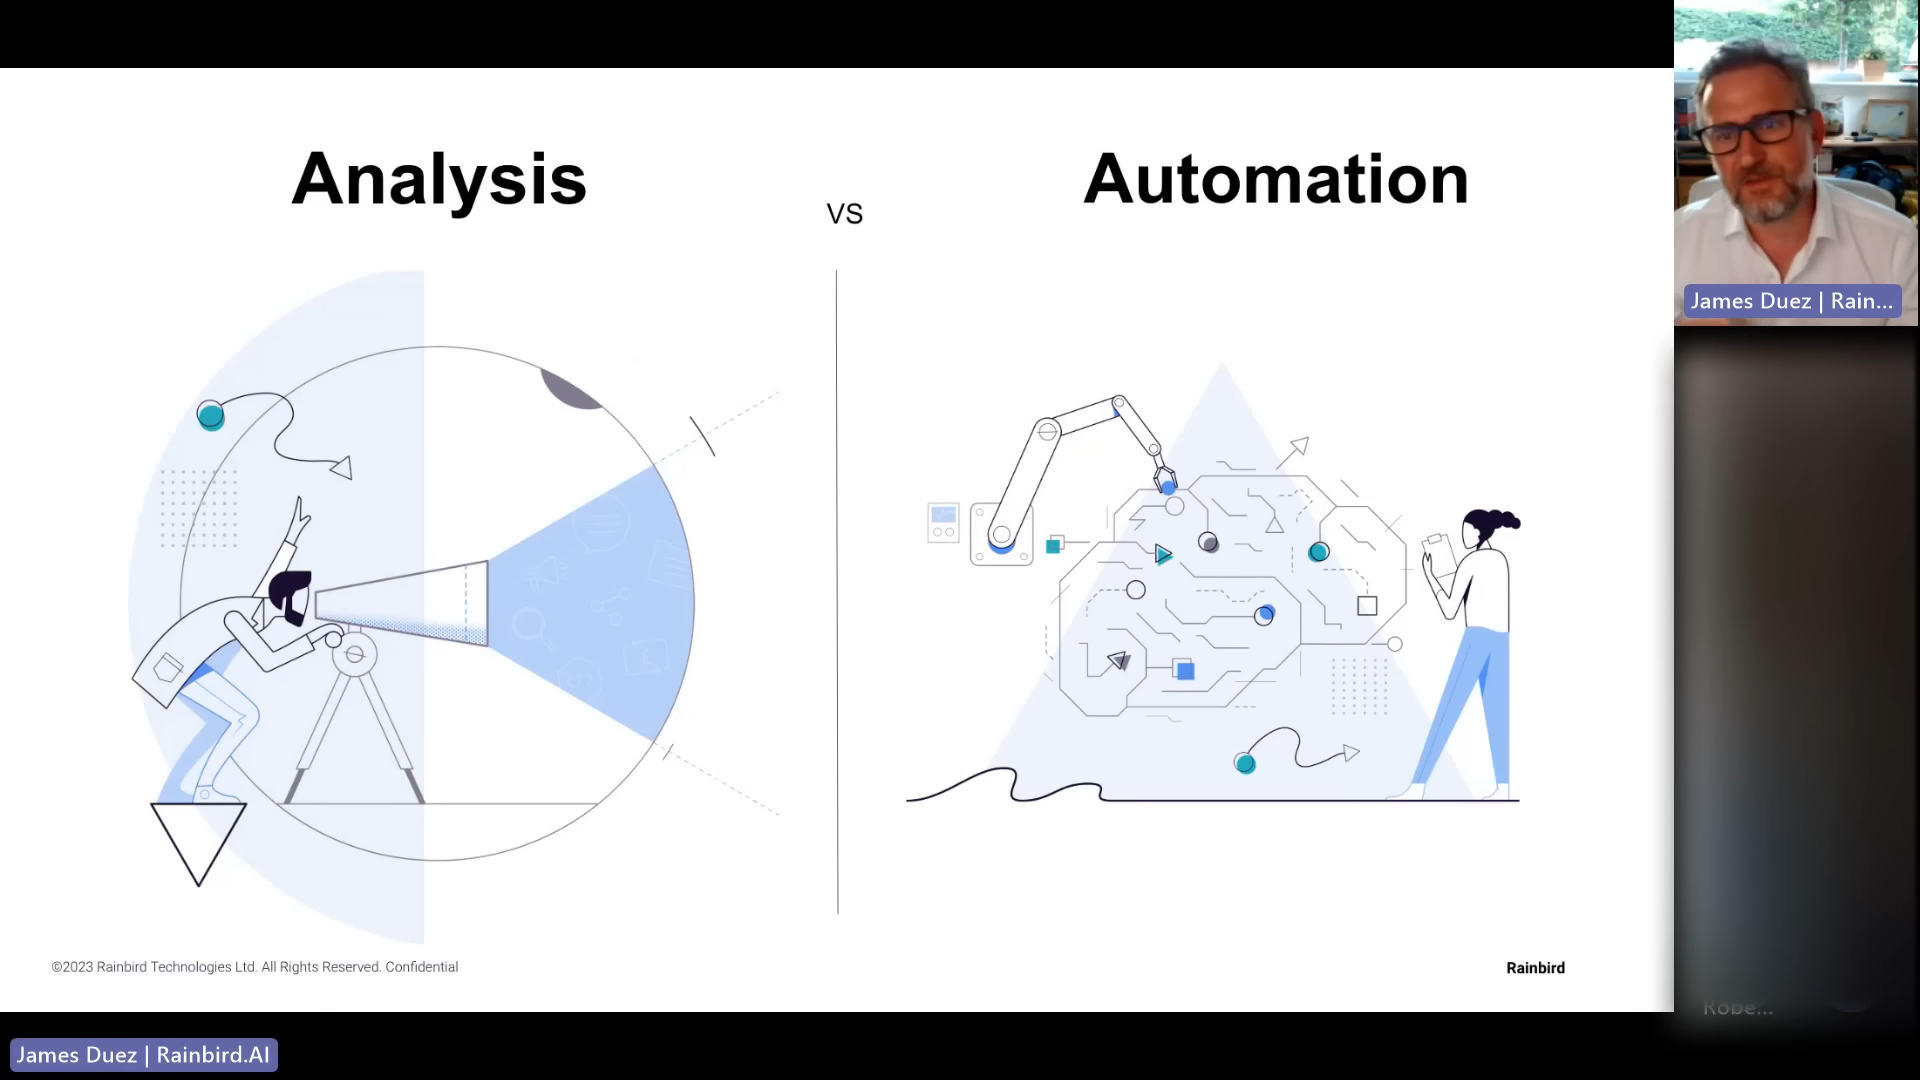 Analysis
vs
Automation
James Duez | Rain...
©2023 Rainbird Technologies Ltd. All Rights Reserved. Confidential
Rainbird
Robe...
James Duez | Rainbird.AI